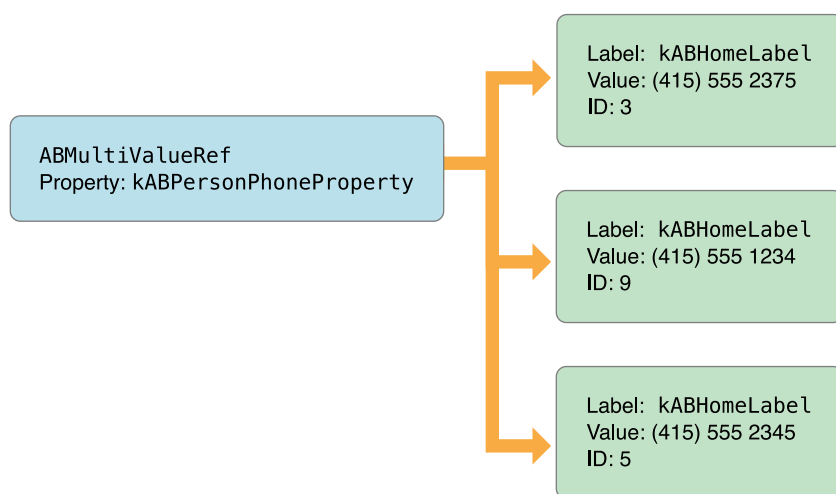 ABMultiValueRef
Property: kABPersonPhoneProperty
Label: kABHomeLabel
Value: (415) 555 2375
ID: 3
Label: kABHomeLabel
Value: (415) 555 1234
ID: 9
Label: kABHomeLabel
Value: (415) 555 2345
ID: 5